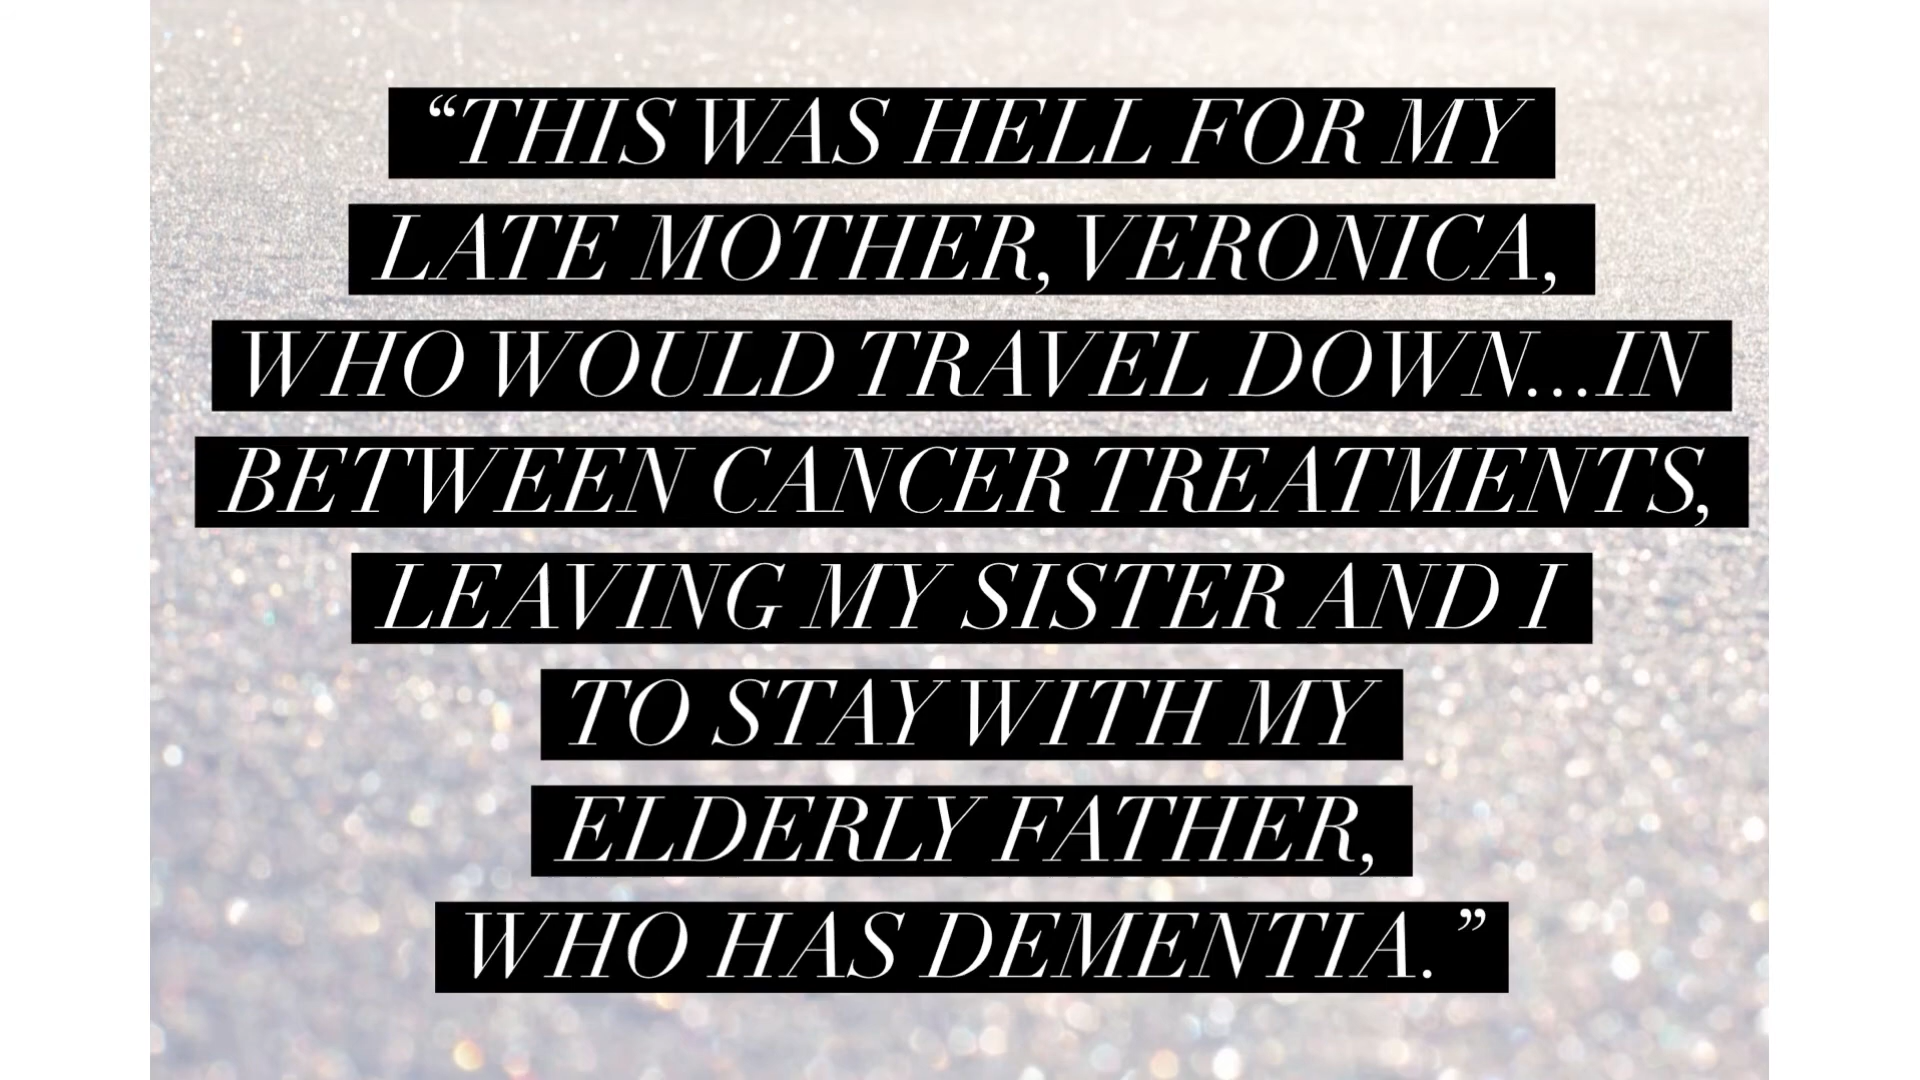 “THIS WAS HELL FOR MY
LATE MOTHER, VERONICA,
WHO WOULD TRAVEL DOWN...IN
BETWEEN CANCER TREATMENTS,
LEAVING MY SISTER AND I
TO STAY WITH MY
ELDERLY FATHER,
WHO HAS DEMENTIA. ”